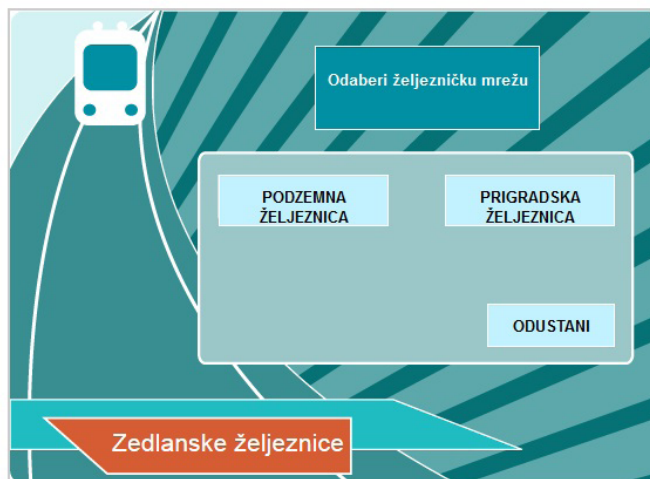 Odaberi željezničku mrežu
PODZEMNA
ŽELJEZNICA
PRIGRADSKA
ŽELJEZNICA
ODUSTANI
Zedlanske željeznice